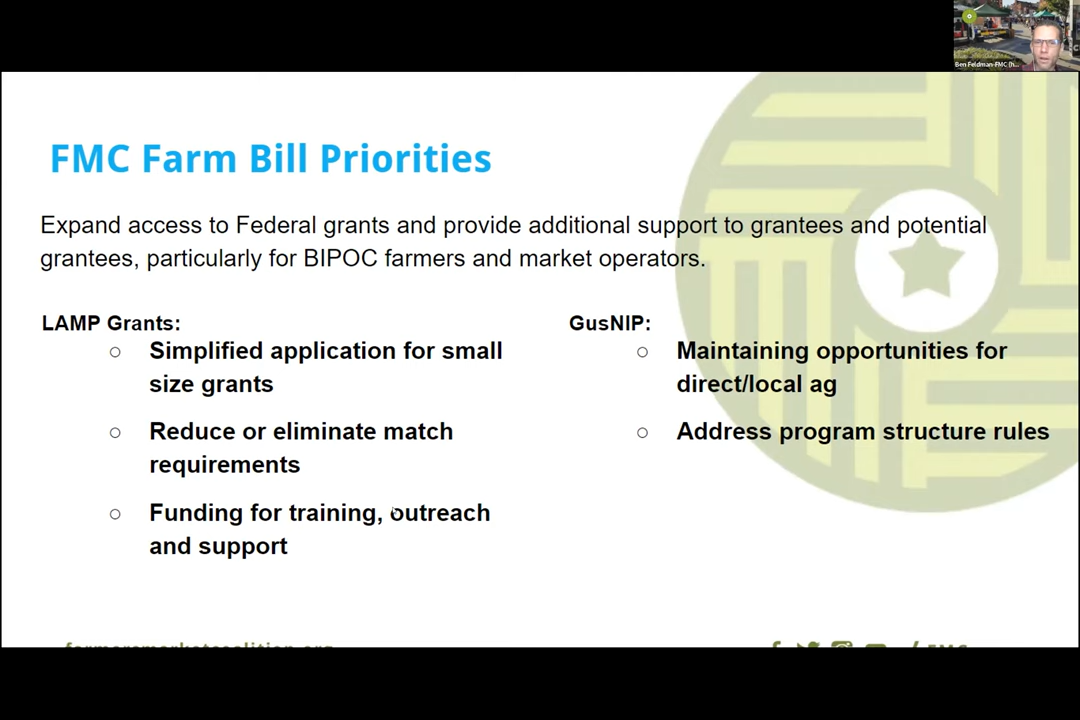 Ben Feldman-FMC (h...
FMC Farm Bill Priorities
Expand access to Federal grants and provide additional support to grantees and potential
grantees, particularly for BIPOC farmers and market operators.
LAMP Grants:
Simplified application for small
size grants
Reduce or eliminate match
requirements
Funding for training, outreach
and support
GusNIP:
Maintaining opportunities for
direct/local ag
Address program structure rules
farmersmarketcoalition.org
/FMC